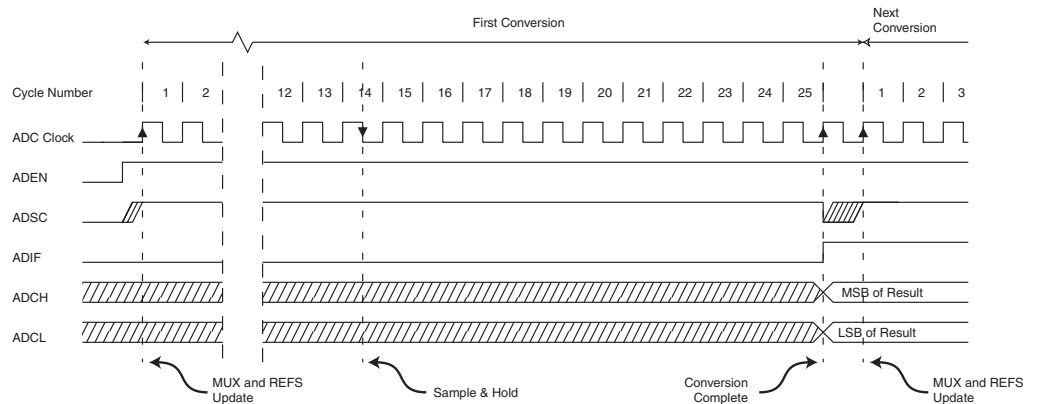 First Conversion
Next
Conversion
Cycle Number 1 2 12 13 14 15 16 17 18 19 20 21 22 23 24 25 1 2 3
ADC Clock
ADEN
ADSC
ADIF
ADCH MSB of Result
ADCL LSB of Result
MUX and REFS
Update
Sample & Hold
Conversion
Complete
MUX and REFS
Update